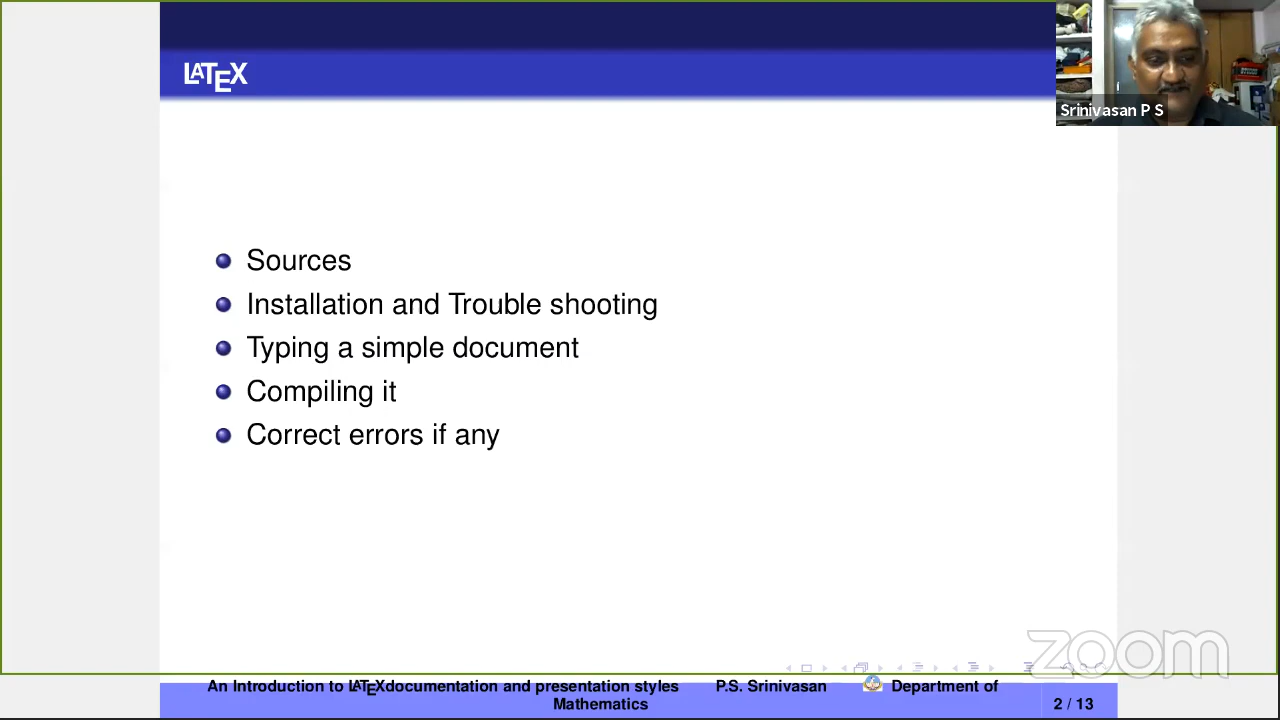 LATEX
Srinivasan P S
Sources
Installation and Trouble shooting
Typing a simple document
Compiling it
Correct errors if any
zoom
An Introduction to LATEXdocumentation and presentation styles P.S. Srinivasan Department of
Mathematics 2 / 13